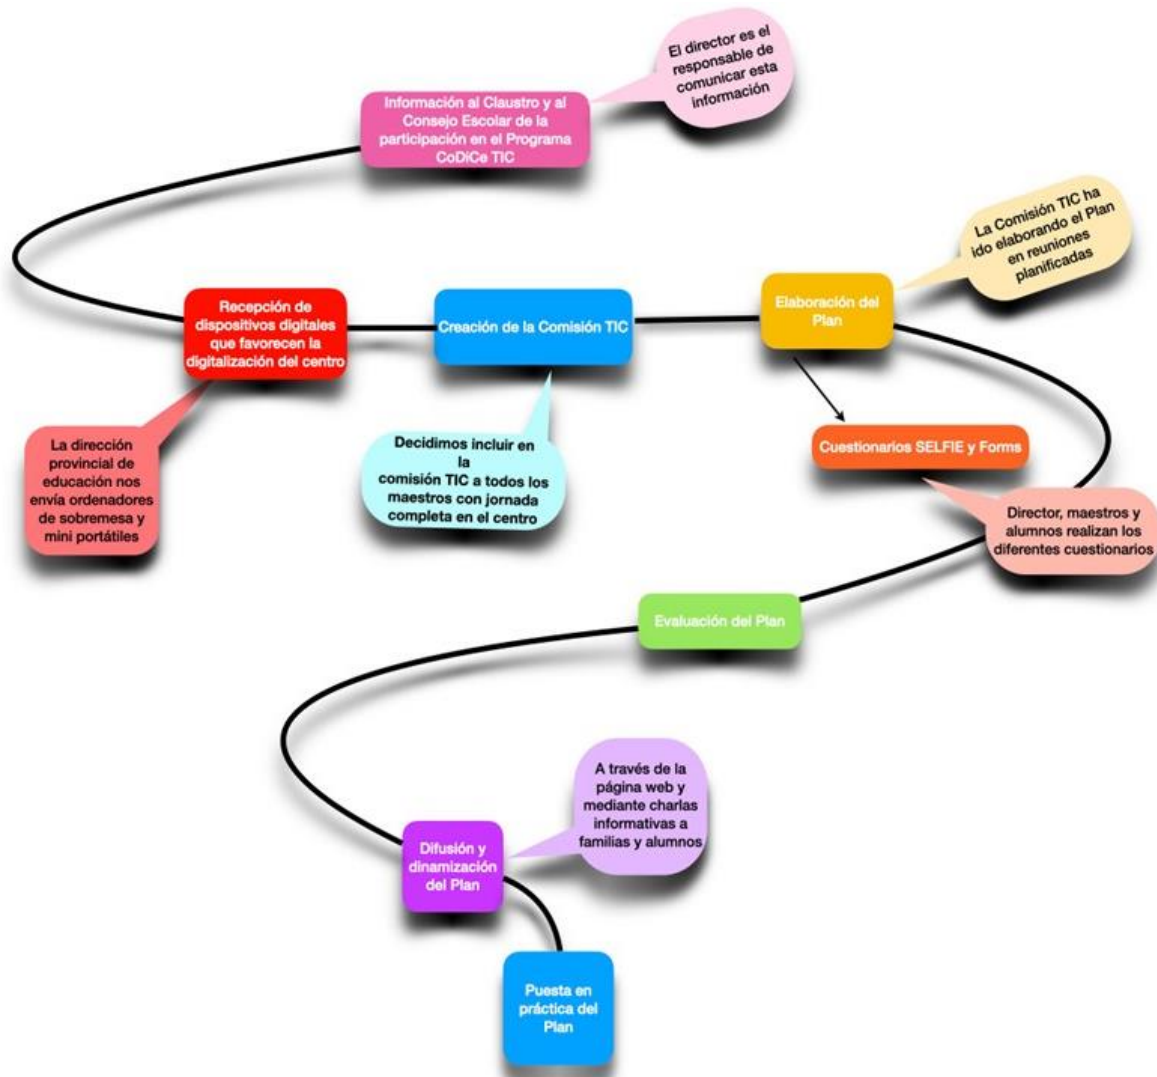 El director es el
responsable de
comunicar esta
información
Información al Claustro y al
Consejo Escolar de la
participación en el Programa
CoDiCe TIC
La Comisión TIC ha
ido elaborando el Plan
en reuniones
planificadas
Recepción de
dispositivos digitales
que favorecen la
digitalización del centro
Creación de la Comisión TIC
Elaboración del
Plan
La dirección
provincial de
educación nos
envía ordenadores
de sobremesa y
mini portátiles
Decidimos incluir en
la
comisión TIC a todos los
maestros con jornada
completa en el centro
Cuestionarios SELFIE y Forms
Director, maestros y
alumnos realizan los
diferentes cuestionarios
Evaluación del Plan
A través de la
página web y
mediante charlas
informativas a
familias y alumnos
Difusión y
dinamización
del Plan
Puesta en
práctica del
Plan